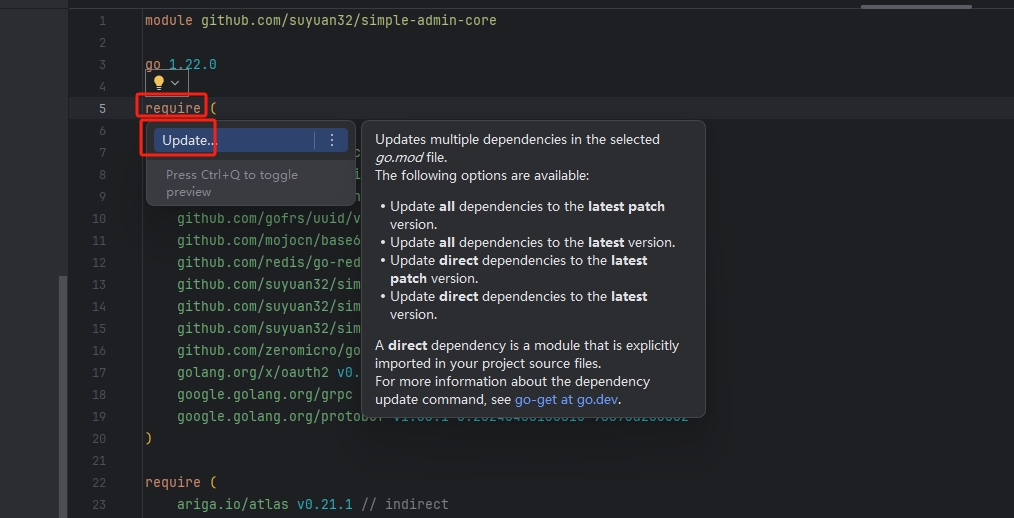 1 module github.com/suyuan32/simple-admin-core
2
3 go 1.22.0
4
5 require (
6
Update...
7
8
9
Press Ctrl+Q to toggle
preview
10 github.com/gofrs/uuid/v
11 github.com/mojocn/base6
12 github.com/redis/go-red
13 github.com/suyuan32/sim
14 github.com/suyuan32/sim
15 github.com/suyuan32/sim
16 github.com/zeromicro/go
17 golang.org/x/oauth2 v0.
18 google.golang.org/grpc
19 google.golang.org/
20 )
21
22 require (
23 ariga.io/atlas v0.21.1 // indirect
Updates multiple dependencies in the selected
go.mod file.
The following options are available:
• Update all dependencies to the latest patch
version.
• Update all dependencies to the latest version.
• Update direct dependencies to the latest
patch version.
• Update direct dependencies to the latest
version.
A direct dependency is a module that is explicitly
imported in your project source files.
For more information about the dependency
update command, see go-get at go.dev.